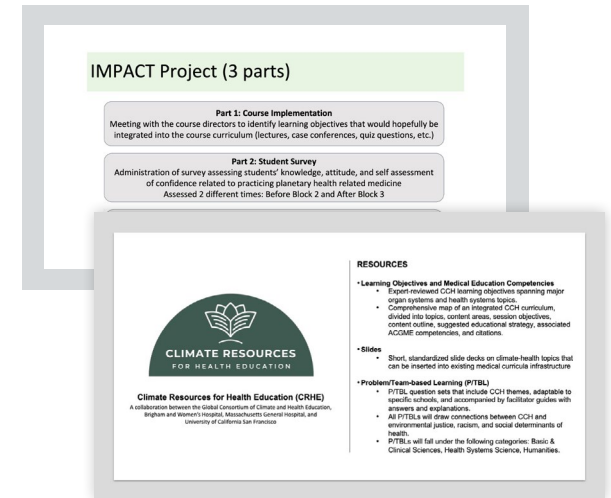 IMPACT Project (3 parts)
Part 1: Course Implementation
Meeting with the course directors to identify learning objectives that would hopefully be
integrated into the course curriculum (lectures, case conferences, quiz questions, etc.)
Part 2: Student Survey
Administration of survey assessing students' knowledge, attitude, and self assessment
of confidence related to practicing planetary health related medicine
Assessed 2 different times: Before Block 2 and After Block 3
CLIMATE RESOURCES
FOR HEALTH EDUCATION
Climate Resources for Health Education (CRHE)
A collaboration between the Global Consortium of Climate and Health Education,
Brigham and Women's Hospital, Massachusetts General Hospital, and
University of California San Francisco
RESOURCES
• Learning Objectives and Medical Education Competencies
• Expert-reviewed CCH learning objectives spanning major
organ systems and health systems topics.
• Comprehensive map of an integrated CCH curriculum,
divided into topics, content areas, session objectives,
content outline, suggested educational strategy, associated
ACGME competencies, and citations.
• Slides
• Short, standardized slide decks on climate-health topics that
can be inserted into existing medical curricula infrastructure
• Problem/Team-based Learning (P/TBL)
• P/TBL question sets that include CCH themes, adaptable to
specific schools, and accompanied by facilitator guides with
answers and explanations.
• All P/TBLs will draw connections between CCH and
environmental justice, racism, and social determinants of
health.
• P/TBLs will fall under the following categories: Basic &
Clinical Sciences, Health Systems Science, Humanities.